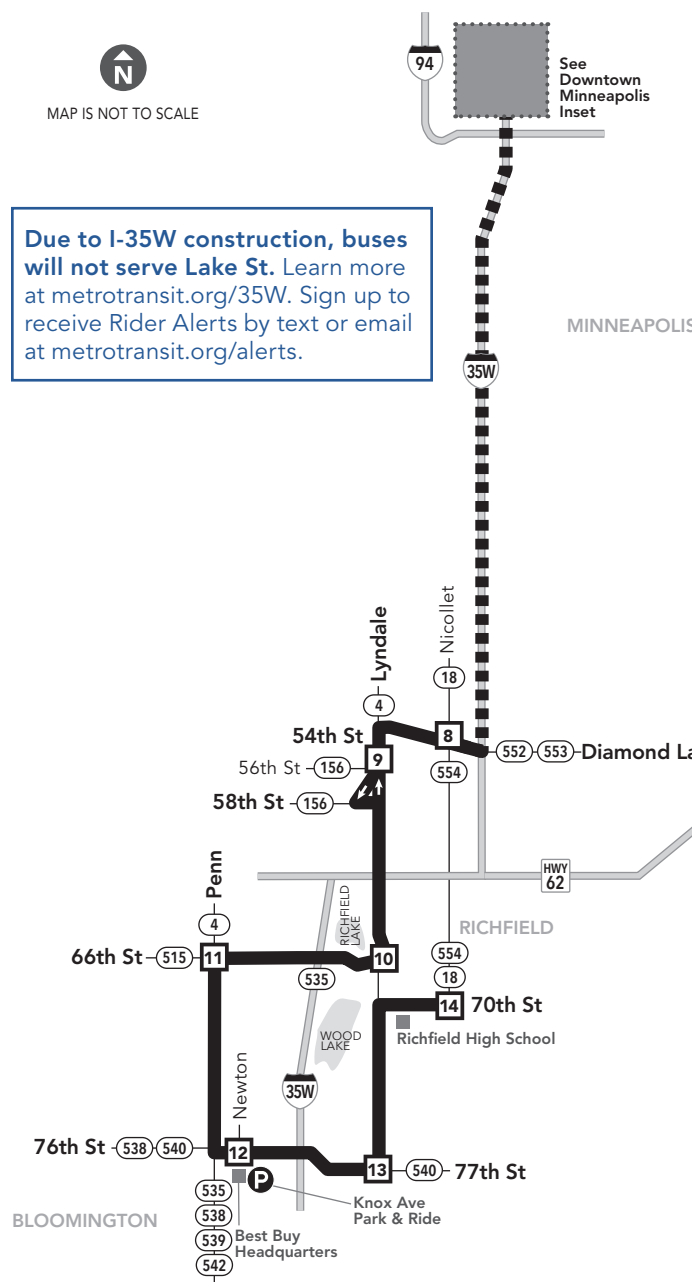 94
See
Downtown
Minneapolis
Inset
N
MAP IS NOT TO SCALE
Due to I-35W construction, buses
will not serve Lake St. Learn more
at metrotransit.org/35W. Sign up to
receive Rider Alerts by text or email
at metrotransit.org/alerts.
MINNEAPOLIS
35W
Nicollet
Lyndale
18
4
54th St
8
9
552
553
Diamond La
56th St
156
554
58th St
156
Penn
HWY
62
4
RICHFIELD
LAKE
RICHFIELD
66th St
515
11
10
554
535
18
14
70th St
WOOD
LAKE
Richfield High School
35W
Newton
76th St
538
540
12
13
540
77th St
P
535
538
539
542
Knox Ave
Park & Ride
BLOOMINGTON
Best Buy
Headquarters